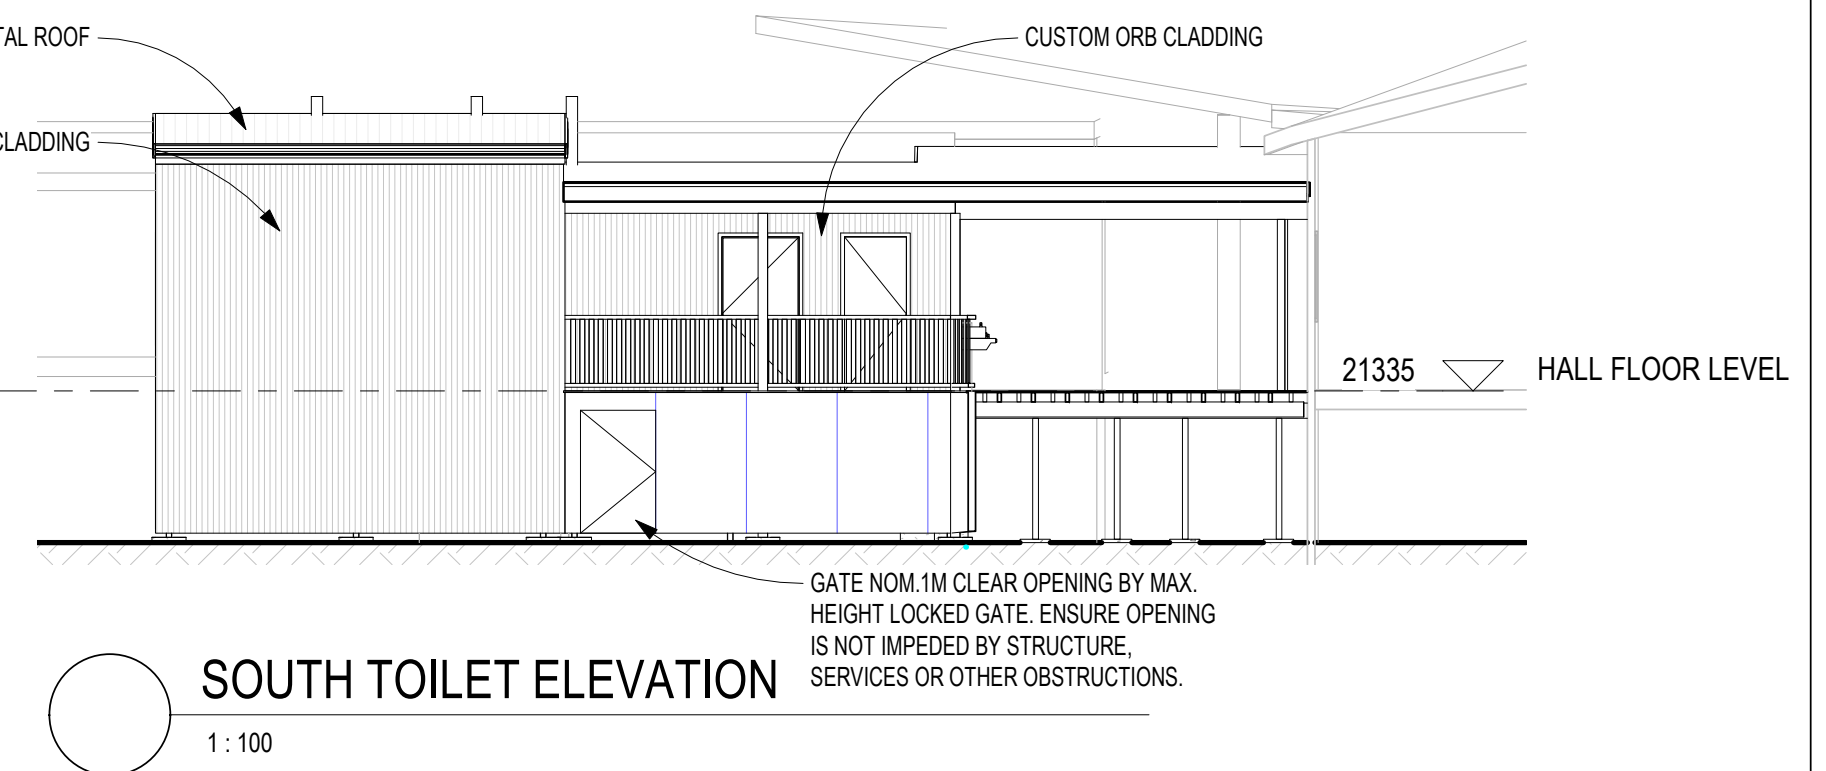 ROOF
CUSTOM ORB CLADDING
CLADDING
21335
HALL FLOOR LEVEL
GATE NOM.1M CLEAR OPENING BY MAX.
HEIGHT LOCKED GATE. ENSURE OPENING
IS NOT IMPEDED BY STRUCTURE,
SERVICES OR OTHER OBSTRUCTIONS.
SOUTH TOILET ELEVATION
1 : 100